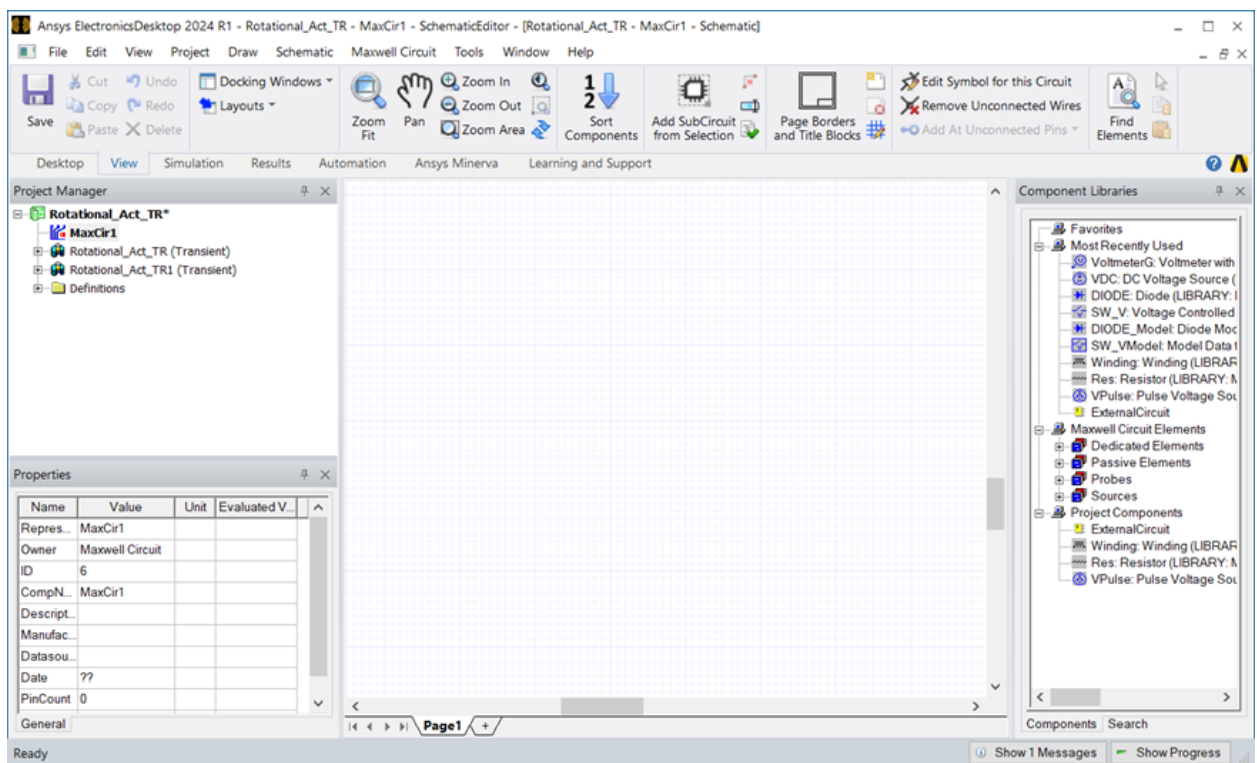 Ansys ElectronicsDesktop 2024 R1 - Rotational_Act_TR - MaxCir1 - SchematicEditor - [Rotational_Act_TR - MaxCir1 - Schematic]
File Edit View Project Draw Schematic Maxwell Circuit Tools Window Help
Save
Cut Undo
Copy Redo
Paste Delete
Docking Windows
Layouts
Zoom Fit
Pan
Zoom In
Zoom Out
Zoom Area
1 2
Sort Components
Add SubCircuit from Selection
Page Borders and Title Blocks
Edit Symbol for this Circuit
Remove Unconnected Wires
Add At Unconnected Pins
A
Find Elements
Desktop View Simulation Results Automation Ansys Minerva Learning and Support
Project Manager
Rotational_Act_TR*
MaxCir1
Rotational_Act_TR (Transient)
Rotational_Act_TR1 (Transient)
Definitions
Properties
Name Value Unit Evaluated V...
Repres... MaxCir1
Owner Maxwell Circuit
ID 6
CompN... MaxCir1
Descript...
Manufac...
Datasou...
Date ??
PinCount 0
General
Page1 +
Component Libraries
Favorites
Most Recently Used
VoltmeterG: Voltmeter with
VDC: DC Voltage Source (
DIODE: Diode (LIBRARY: I
SW_V: Voltage Controlled
DIODE_Model: Diode Moc
SW_VModel: Model Data f
Winding: Winding (LIBRAR
Res: Resistor (LIBRARY: M
VPulse: Pulse Voltage Sou
ExternalCircuit
Maxwell Circuit Elements
Dedicated Elements
Passive Elements
Probes
Sources
Project Components
ExternalCircuit
Winding: Winding (LIBRAR
Res: Resistor (LIBRARY: M
VPulse: Pulse Voltage Sou
Components Search
Ready
Show 1 Messages Show Progress